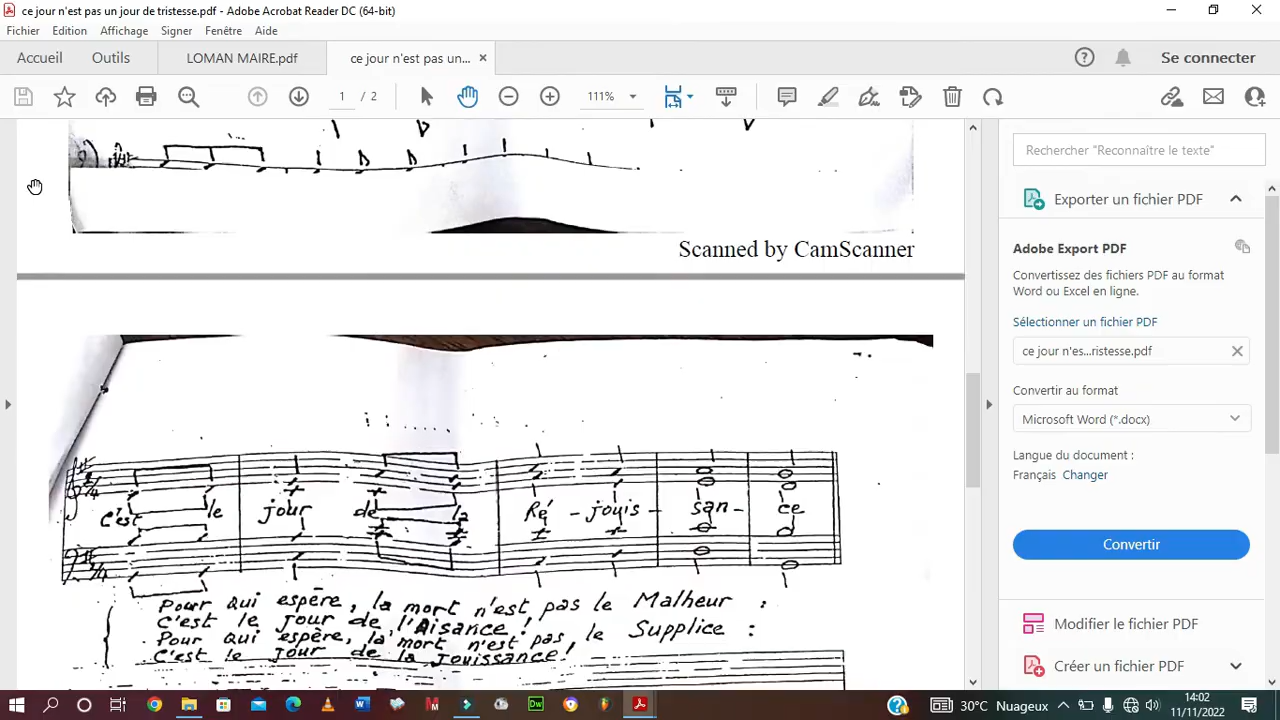 ce jour n'est pas un jour de tristesse.pdf - Adobe Acrobat Reader DC (64-bit)
Fichier Edition Affichage Signer Fenêtre Aide
Accueil Outils LOMAN MAIRE.pdf ce jour n'est pas un... × Se connecter
1 / 2 111%
Rechercher "Reconnaître le texte"
Exporter un fichier PDF
Scanned by CamScanner
Adobe Export PDF
Convertissez des fichiers PDF au format
Word ou Excel en ligne.
Sélectionner un fichier PDF
ce jour n'es...ristesse.pdf
Convertir au format
Microsoft Word (*.docx)
Langue du document :
Français Changer
C'est le jour de la Ré - jouis - san - ce
Convertir
Pour qui espère, la mort n'est pas le Malheur :
C'est le jour de l'Aisance !
Pour qui espère, la mort n'est pas le Supplice :
C'est le jour de la jouissance !
Modifier le fichier PDF
Créer un fichier PDF
30°C Nuageux 14:02
11/11/2022